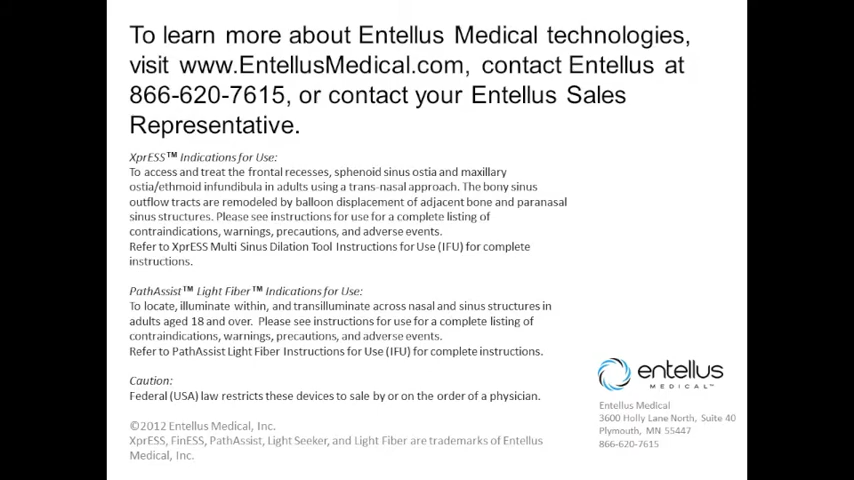 To learn more about Entellus Medical technologies,
visit www.EntellusMedical.com, contact Entellus at
866-620-7615, or contact your Entellus Sales
Representative.
XprESS™ Indications for Use:
To access and treat the frontal recesses, sphenoid sinus ostia and maxillary
ostia/ethmoid infundibula in adults using a trans-nasal approach. The bony sinus
outflow tracts are remodeled by balloon displacement of adjacent bone and paranasal
sinus structures. Please see instructions for use for a complete listing of
contraindications, warnings, precautions, and adverse events.
Refer to XprESS Multi Sinus Dilation Tool Instructions for Use (IFU) for complete
instructions.
PathAssist™ Light Fiber™ Indications for Use:
To locate, illuminate within, and transilluminate across nasal and sinus structures in
adults aged 18 and over. Please see instructions for use for a complete listing of
contraindications, warnings, precautions, and adverse events.
Refer to PathAssist Light Fiber Instructions for Use (IFU) for complete instructions.
Caution:
Federal (USA) law restricts these devices to sale by or on the order of a physician.
©2012 Entellus Medical, Inc.
XprESS, FinESS, PathAssist, Light Seeker, and Light Fiber are trademarks of Entellus
Medical, Inc.
entellus
MEDICAL™
Entellus Medical
3600 Holly Lane North, Suite 40
Plymouth, MN 55447
866-620-7615